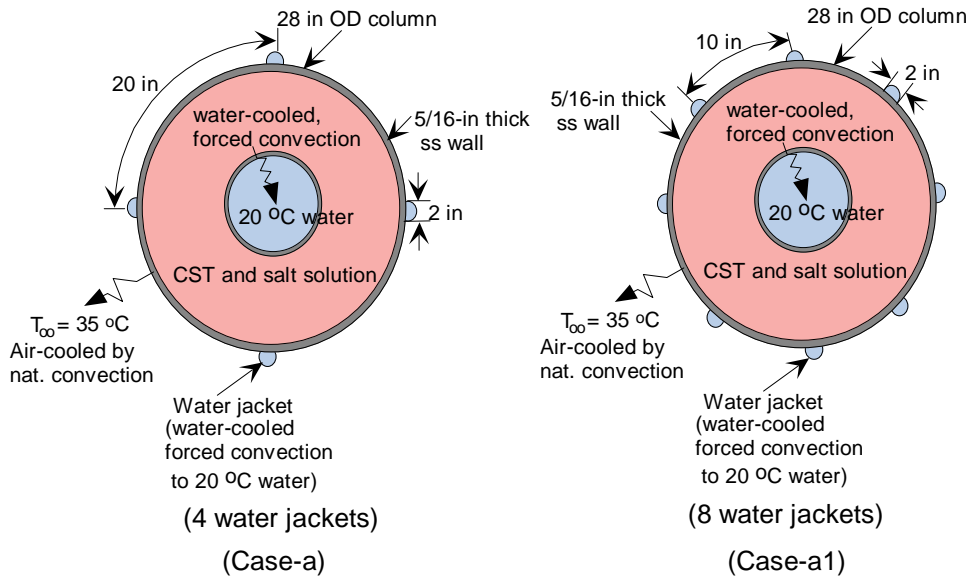 28 in OD column
20 in
water-cooled,
forced convection
5/16-in thick
ss wall
20 ºC water
2 in
CST and salt solution
T∞ = 35 ºC
Air-cooled by
nat. convection
Water jacket
(water-cooled
forced convection
to 20 ºC water)
(4 water jackets)
(Case-a)
28 in OD column
10 in
2 in
5/16-in thick
ss wall
water-cooled,
forced convection
20 ºC water
CST and salt solution
T∞ = 35 ºC
Air-cooled by
nat. convection
Water jacket
(water-cooled
forced convection
to 20 ºC water)
(8 water jackets)
(Case-a1)